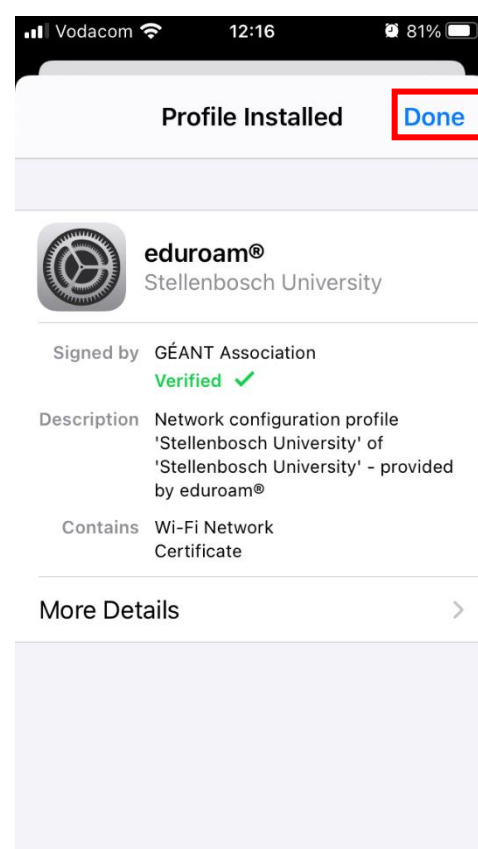 Vodacom 12:16 81%
Profile Installed Done
eduroam®
Stellenbosch University
Signed by GÉANT Association
Verified
Description Network configuration profile
'Stellenbosch University' of
'Stellenbosch University' - provided
by eduroam®
Contains Wi-Fi Network
Certificate
More Details